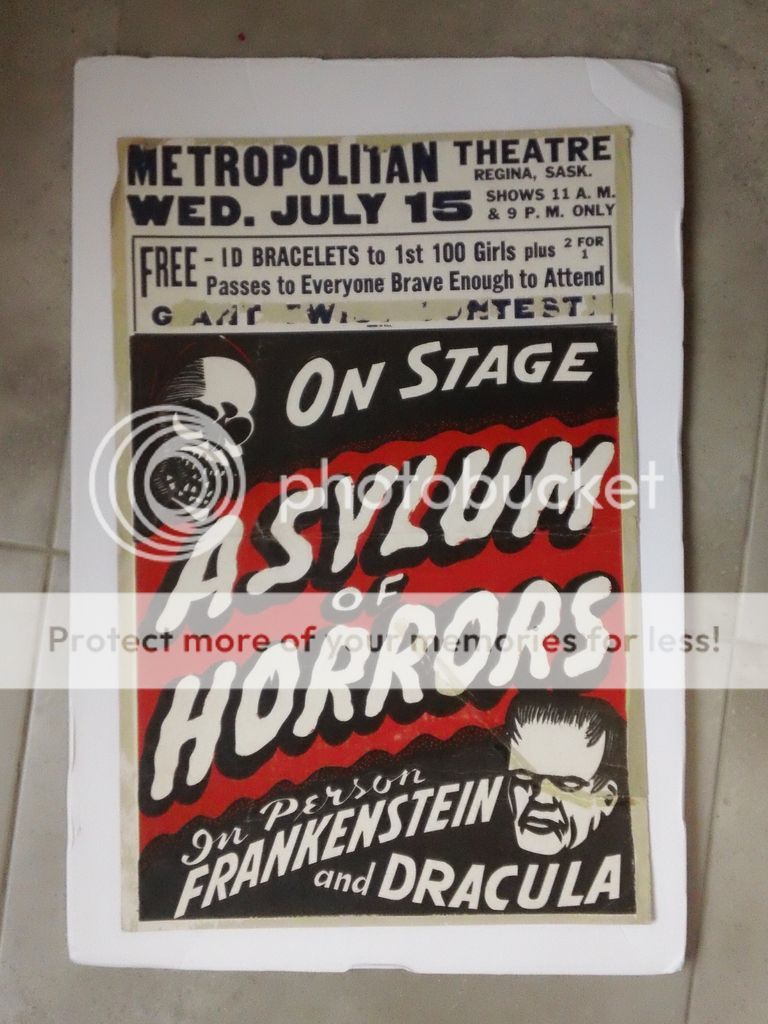 METROPOLITAN THEATRE
REGINA, SASK.
WED. JULY 15 SHOWS 11 A. M.
& 9 P. M. ONLY
FREE - ID BRACELETS to 1st 100 Girls plus 2 FOR 1
Passes to Everyone Brave Enough to Attend
ON STAGE
photobucket
ASYLUM
OF
Protect more of your memories for less!
HORRORS
In Person
FRANKENSTEIN
and DRACULA